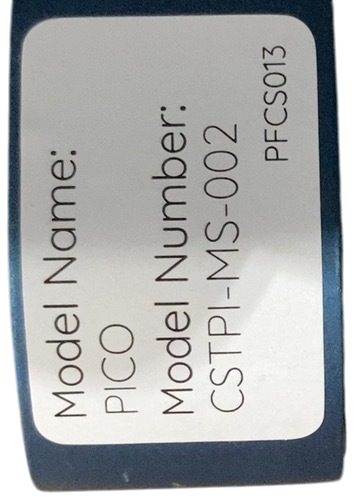 Model Name:
PICO
Model Number:
CSTPI-MS-002
PFCS013